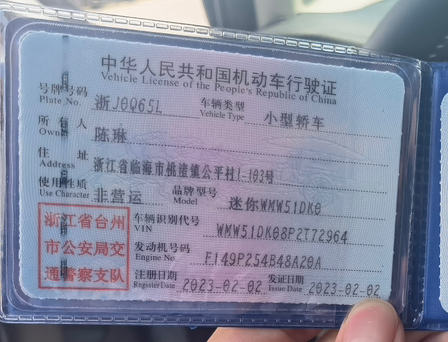 中华人民共和国机动车行驶证
Vehicle License of the People's Republic of China
号牌号码 浙J0Q65L 车辆类型 小型轿车
Plate No. Vehicle Type
所有人 陈琳
Owner
住址 浙江省临海市桃渚镇公平村1-103号
Address
使用性质 非营运 品牌型号 迷你WMW51DK0
Use Character Model
浙江省台州 车辆识别代号 WMW51DK08P2T72964
VIN
市公安局交 发动机号码 F149P254B48A20A
Engine No.
通警察支队 注册日期 2023-02-02 发证日期 2023-02-02
Register Date Issue Date